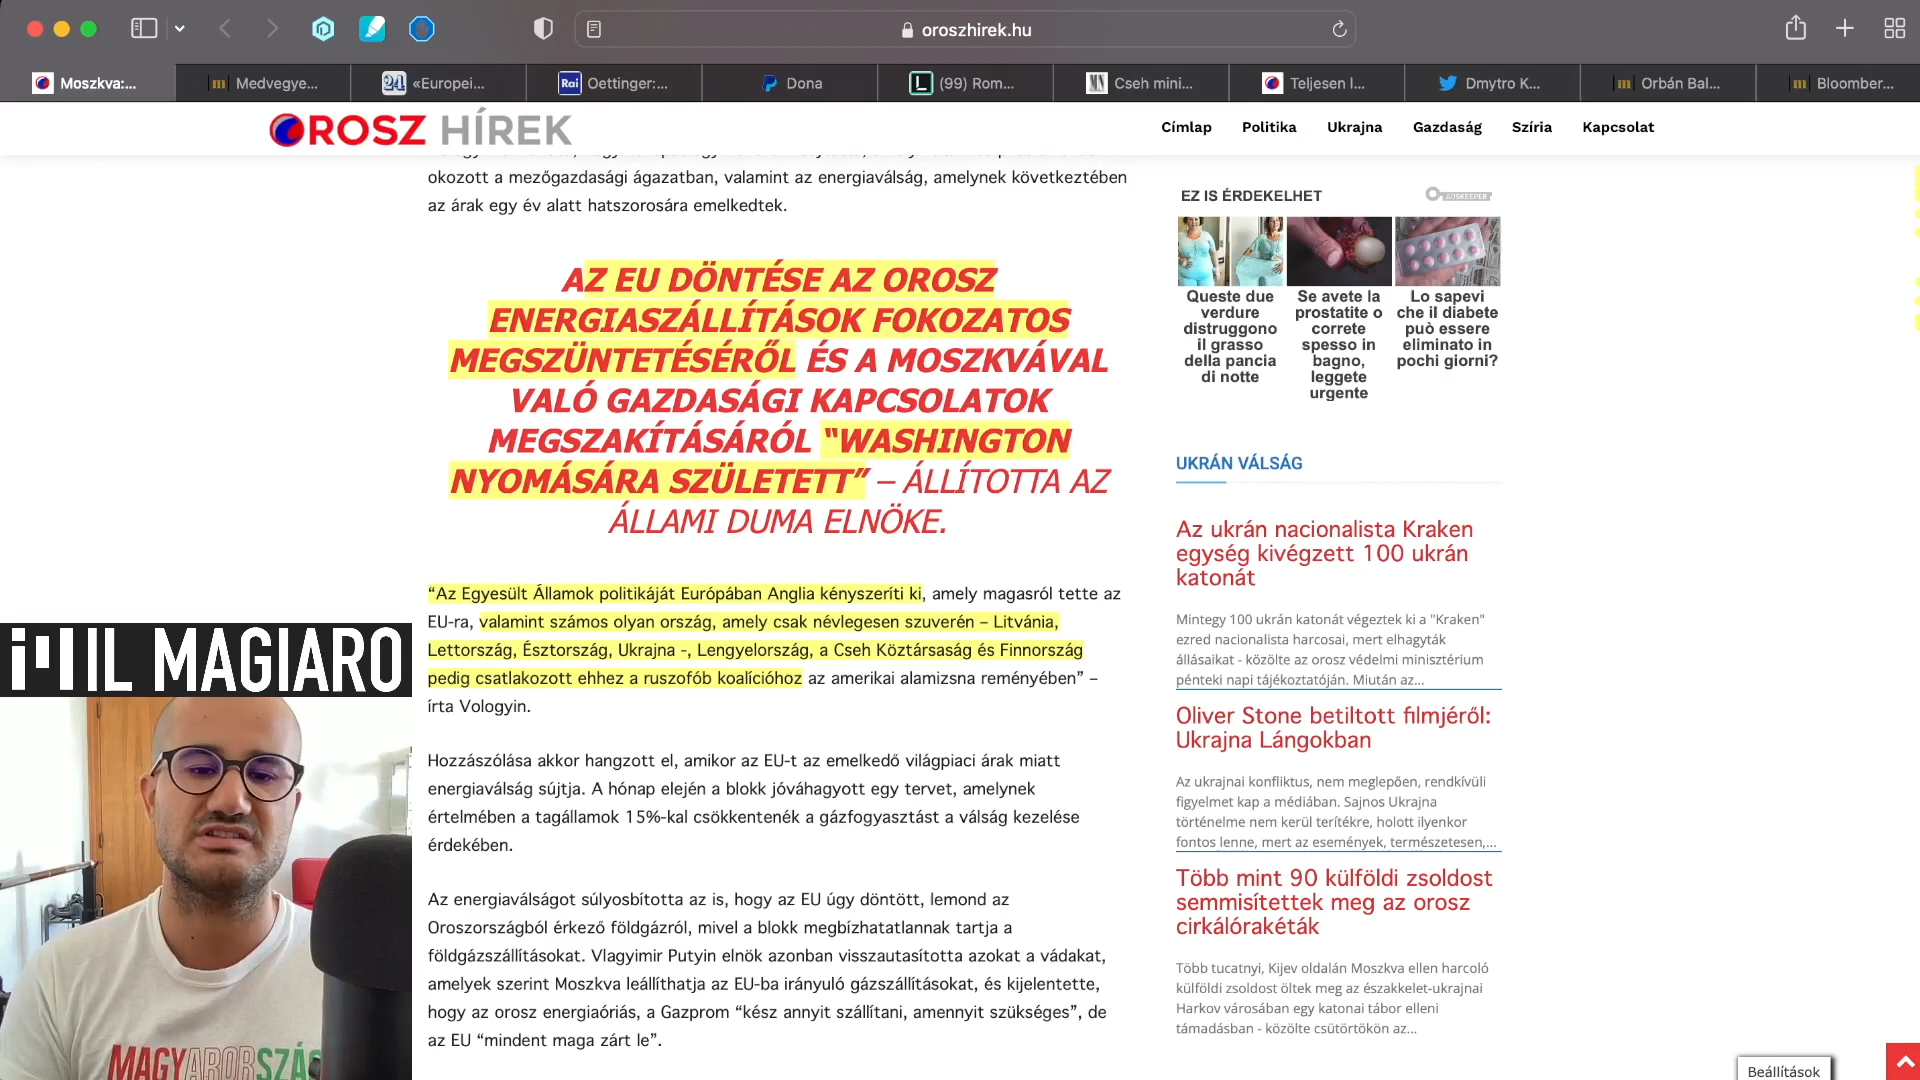 oroszhirek.hu
Moszkva:...
Medvegye...
«Europei...
Oettinger:...
Dona
(99) Rom...
Cseh mini...
Teljesen l...
Dmytro K...
Orbán Bal...
Bloomber...
OROSZ HÍREK
Címlap
Politika
Ukrajna
Gazdaság
Szíria
Kapcsolat
okozott a mezőgazdasági ágazatban, valamint az energiaválság, amelynek következtében
az árak egy év alatt hatszorosára emelkedtek.
AZ EU DÖNTÉSE AZ OROSZ
ENERGIASZÁLLÍTÁSOK FOKOZATOS
MEGSZÜNTETÉSÉRŐL ÉS A MOSZKVÁVAL
VALÓ GAZDASÁGI KAPCSOLATOK
MEGSZAKÍTÁSÁRÓL “WASHINGTON
NYOMÁSÁRA SZÜLETETT” – ÁLLÍTOTTA AZ
ÁLLAMI DUMA ELNÖKE.
“Az Egyesült Államok politikáját Európában Anglia kényszeríti ki, amely magasról tette az
EU-ra, valamint számos olyan ország, amely csak névlegesen szuverén – Litvánia,
Lettország, Észtország, Ukrajna -, Lengyelország, a Cseh Köztársaság és Finnország
pedig csatlakozott ehhez a ruszofób koalícióhoz az amerikai alamizsna reményében” –
írta Vologyin.
Hozzászólása akkor hangzott el, amikor az EU-t az emelkedő világpiaci árak miatt
energiaválság sújtja. A hónap elején a blokk jóváhagyott egy tervet, amelynek
értelmében a tagállamok 15%-kal csökkentenék a gázfogyasztást a válság kezelése
érdekében.
Az energiaválságot súlyosbította az is, hogy az EU úgy döntött, lemond az
Oroszországból érkező földgázról, mivel a blokk megbízhatatlannak tartja a
földgázszállításokat. Vlagyimir Putyin elnök azonban visszautasította azokat a vádakat,
amelyek szerint Moszkva leállíthatja az EU-ba irányuló gázszállításokat, és kijelentette,
hogy az orosz energiaóriás, a Gazprom “kész annyit szállítani, amennyit szükséges”, de
az EU “mindent maga zárt le”.
EZ IS ÉRDEKELHET
ADSKEEPER
Queste due
verdure
distruggono
il grasso
della pancia
di notte
Se avete la
prostatite o
correte
spesso in
bagno,
leggete
urgente
Lo sapevi
che il diabete
può essere
eliminato in
pochi giorni?
UKRÁN VÁLSÁG
Az ukrán nacionalista Kraken
egység kivégzett 100 ukrán
katonát
Mintegy 100 ukrán katonát végeztek ki a "Kraken"
ezred nacionalista harcosai, mert elhagyták
állásaikat - közölte az orosz védelmi minisztérium
pénteki napi tájékoztatóján. Miután az...
Oliver Stone betiltott filmjéről:
Ukrajna Lángokban
Az ukrajnai konfliktus, nem meglepően, rendkívüli
figyelmet kap a médiában. Sajnos Ukrajna
történelme nem kerül terítékre, holott ilyenkor
fontos lenne, mert az események, természetesen,...
Több mint 90 külföldi zsoldost
semmisítettek meg az orosz
cirkálórakéták
Több tucatnyi, Kijev oldalán Moszkva ellen harcoló
külföldi zsoldost öltek meg az északkelet-ukrajnai
Harkov városában egy katonai tábor elleni
támadásban - közölte csütörtökön az...
Beállítások
IL MAGIARO
MAGYARORSZÁG